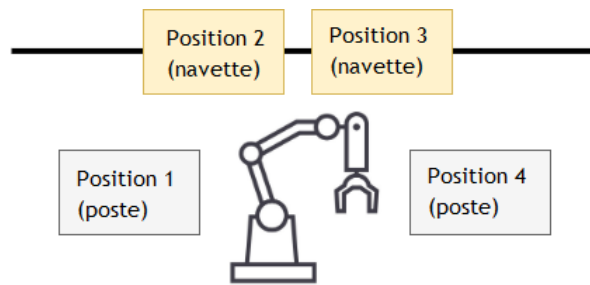 Position 2
(navette)
Position 3
(navette)
Position 1
(poste)
Position 4
(poste)